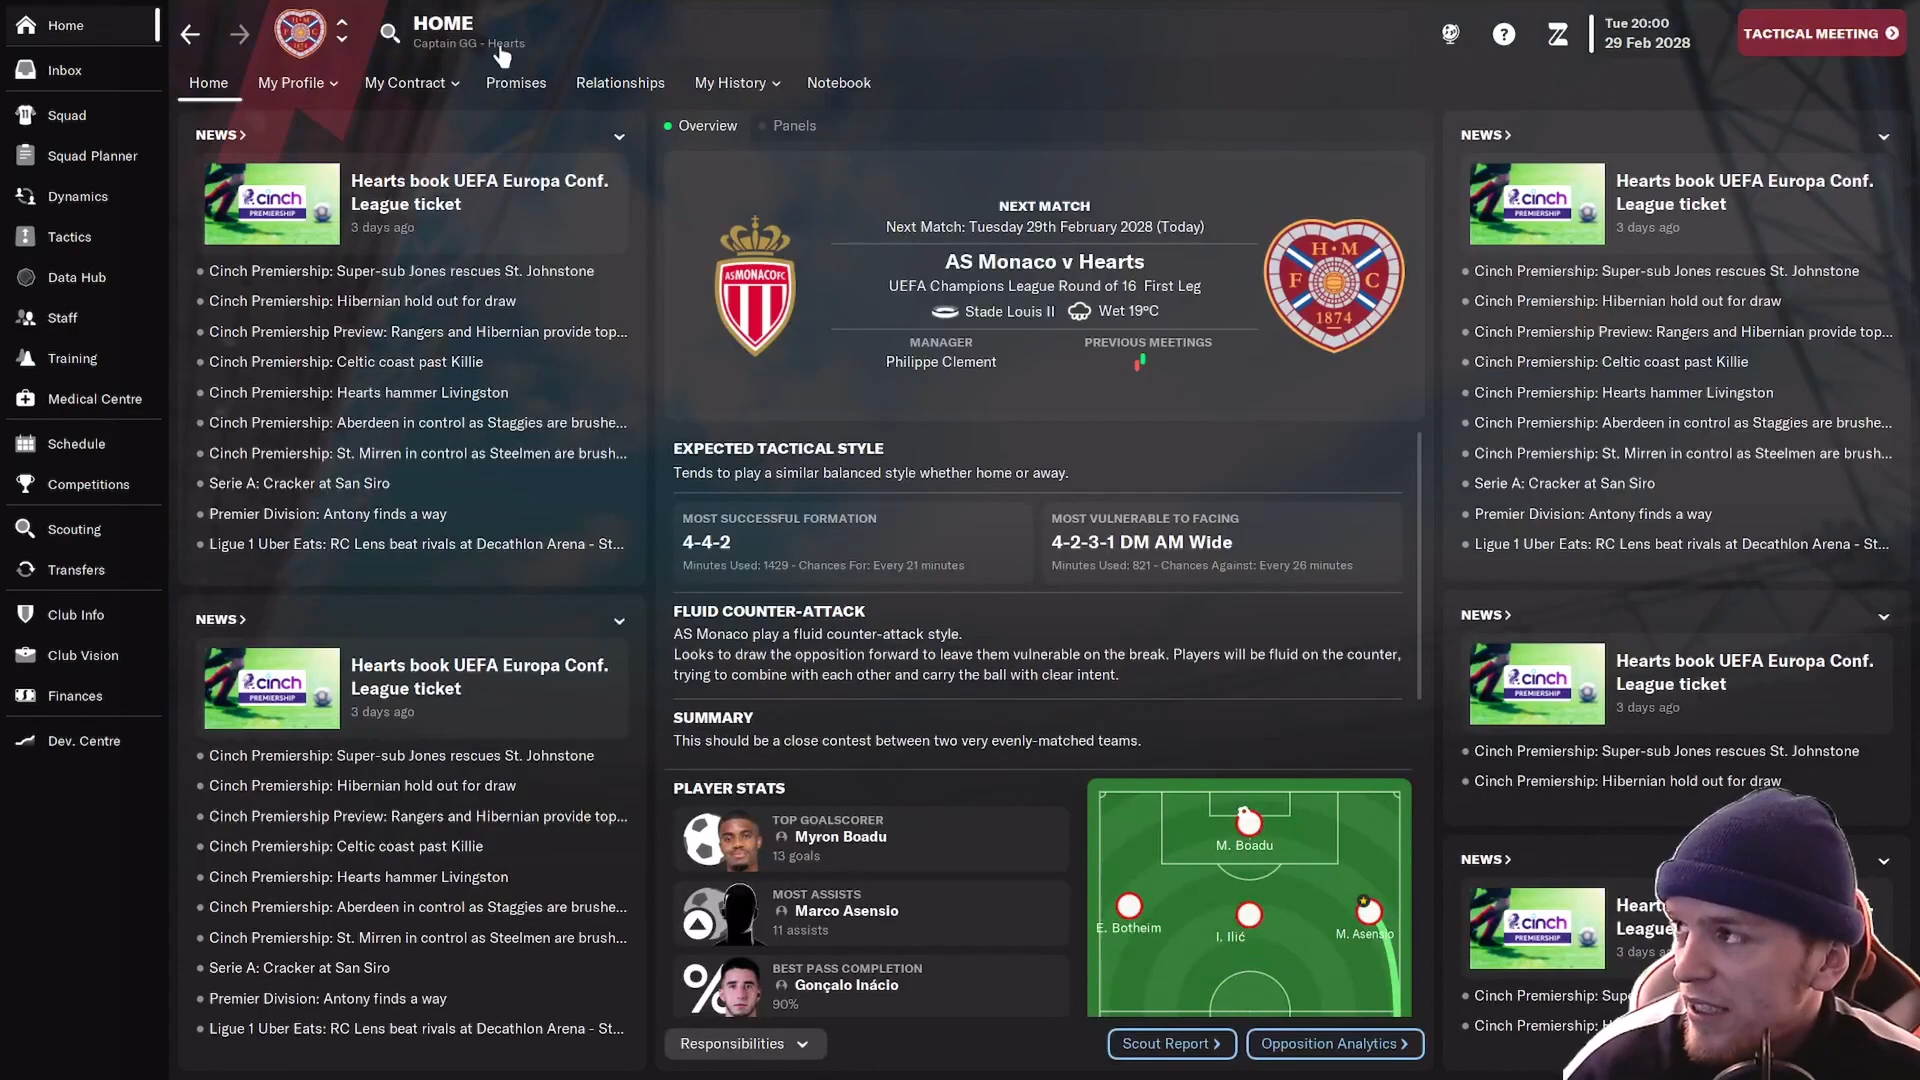 Home
Inbox
Squad
Squad Planner
Dynamics
Tactics
Data Hub
Staff
Training
Medical Centre
Schedule
Competitions
Scouting
Transfers
Club Info
Club Vision
Finances
Dev. Centre
HOME
Captain GG - Hearts
Tue 20:00
29 Feb 2028
TACTICAL MEETING
Home
My Profile
My Contract
Promises
Relationships
My History
Notebook
NEWS >
cinch
PREMIERSHIP
Hearts book UEFA Europa Conf.
League ticket
3 days ago
Cinch Premiership: Super-sub Jones rescues St. Johnstone
Cinch Premiership: Hibernian hold out for draw
Cinch Premiership Preview: Rangers and Hibernian provide top...
Cinch Premiership: Celtic coast past Killie
Cinch Premiership: Hearts hammer Livingston
Cinch Premiership: Aberdeen in control as Staggies are brushe...
Cinch Premiership: St. Mirren in control as Steelmen are brush...
Serie A: Cracker at San Siro
Premier Division: Antony finds a way
Ligue 1 Uber Eats: RC Lens beat rivals at Decathlon Arena - St...
NEWS >
cinch
PREMIERSHIP
Hearts book UEFA Europa Conf.
League ticket
3 days ago
Cinch Premiership: Super-sub Jones rescues St. Johnstone
Cinch Premiership: Hibernian hold out for draw
Cinch Premiership Preview: Rangers and Hibernian provide top...
Cinch Premiership: Celtic coast past Killie
Cinch Premiership: Hearts hammer Livingston
Cinch Premiership: Aberdeen in control as Staggies are brushe...
Cinch Premiership: St. Mirren in control as Steelmen are brush...
Serie A: Cracker at San Siro
Premier Division: Antony finds a way
Ligue 1 Uber Eats: RC Lens beat rivals at Decathlon Arena - St...
Overview
Panels
NEXT MATCH
Next Match: Tuesday 29th February 2028 (Today)
AS Monaco v Hearts
UEFA Champions League Round of 16 First Leg
Stade Louis II
Wet 19°C
MANAGER
Philippe Clement
PREVIOUS MEETINGS
AS MONACO FC
H M
F C
1874
EXPECTED TACTICAL STYLE
Tends to play a similar balanced style whether home or away.
MOST SUCCESSFUL FORMATION
4-4-2
Minutes Used: 1429 - Chances For: Every 21 minutes
MOST VULNERABLE TO FACING
4-2-3-1 DM AM Wide
Minutes Used: 821 - Chances Against: Every 26 minutes
FLUID COUNTER-ATTACK
AS Monaco play a fluid counter-attack style.
Looks to draw the opposition forward to leave them vulnerable on the break. Players will be fluid on the counter,
trying to combine with each other and carry the ball with clear intent.
SUMMARY
This should be a close contest between two very evenly-matched teams.
PLAYER STATS
TOP GOALSCORER
Myron Boadu
13 goals
MOST ASSISTS
Marco Asensio
11 assists
%
BEST PASS COMPLETION
Gonçalo Inácio
90%
M. Boadu
E. Botheim
I. Ilić
M. Asensio
Responsibilities
Scout Report >
Opposition Analytics >
NEWS >
cinch
PREMIERSHIP
Hearts book UEFA Europa Conf.
League ticket
3 days ago
Cinch Premiership: Super-sub Jones rescues St. Johnstone
Cinch Premiership: Hibernian hold out for draw
Cinch Premiership Preview: Rangers and Hibernian provide top...
Cinch Premiership: Celtic coast past Killie
Cinch Premiership: Hearts hammer Livingston
Cinch Premiership: Aberdeen in control as Staggies are brushe...
Cinch Premiership: St. Mirren in control as Steelmen are brush...
Serie A: Cracker at San Siro
Premier Division: Antony finds a way
Ligue 1 Uber Eats: RC Lens beat rivals at Decathlon Arena - St...
NEWS >
cinch
PREMIERSHIP
Hearts book UEFA Europa Conf.
League ticket
3 days ago
Cinch Premiership: Super-sub Jones rescues St. Johnstone
Cinch Premiership: Hibernian hold out for draw
NEWS >
cinch
PREMIERSHIP
Heart
League
3 days a
Cinch Premiership: Sup
Cinch Premiership: